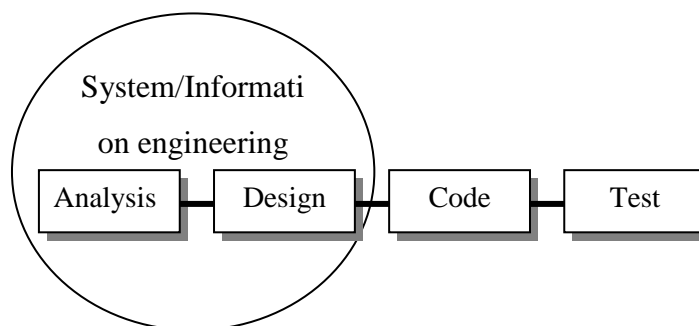 System/Informati
on engineering
Analysis Design Code Test